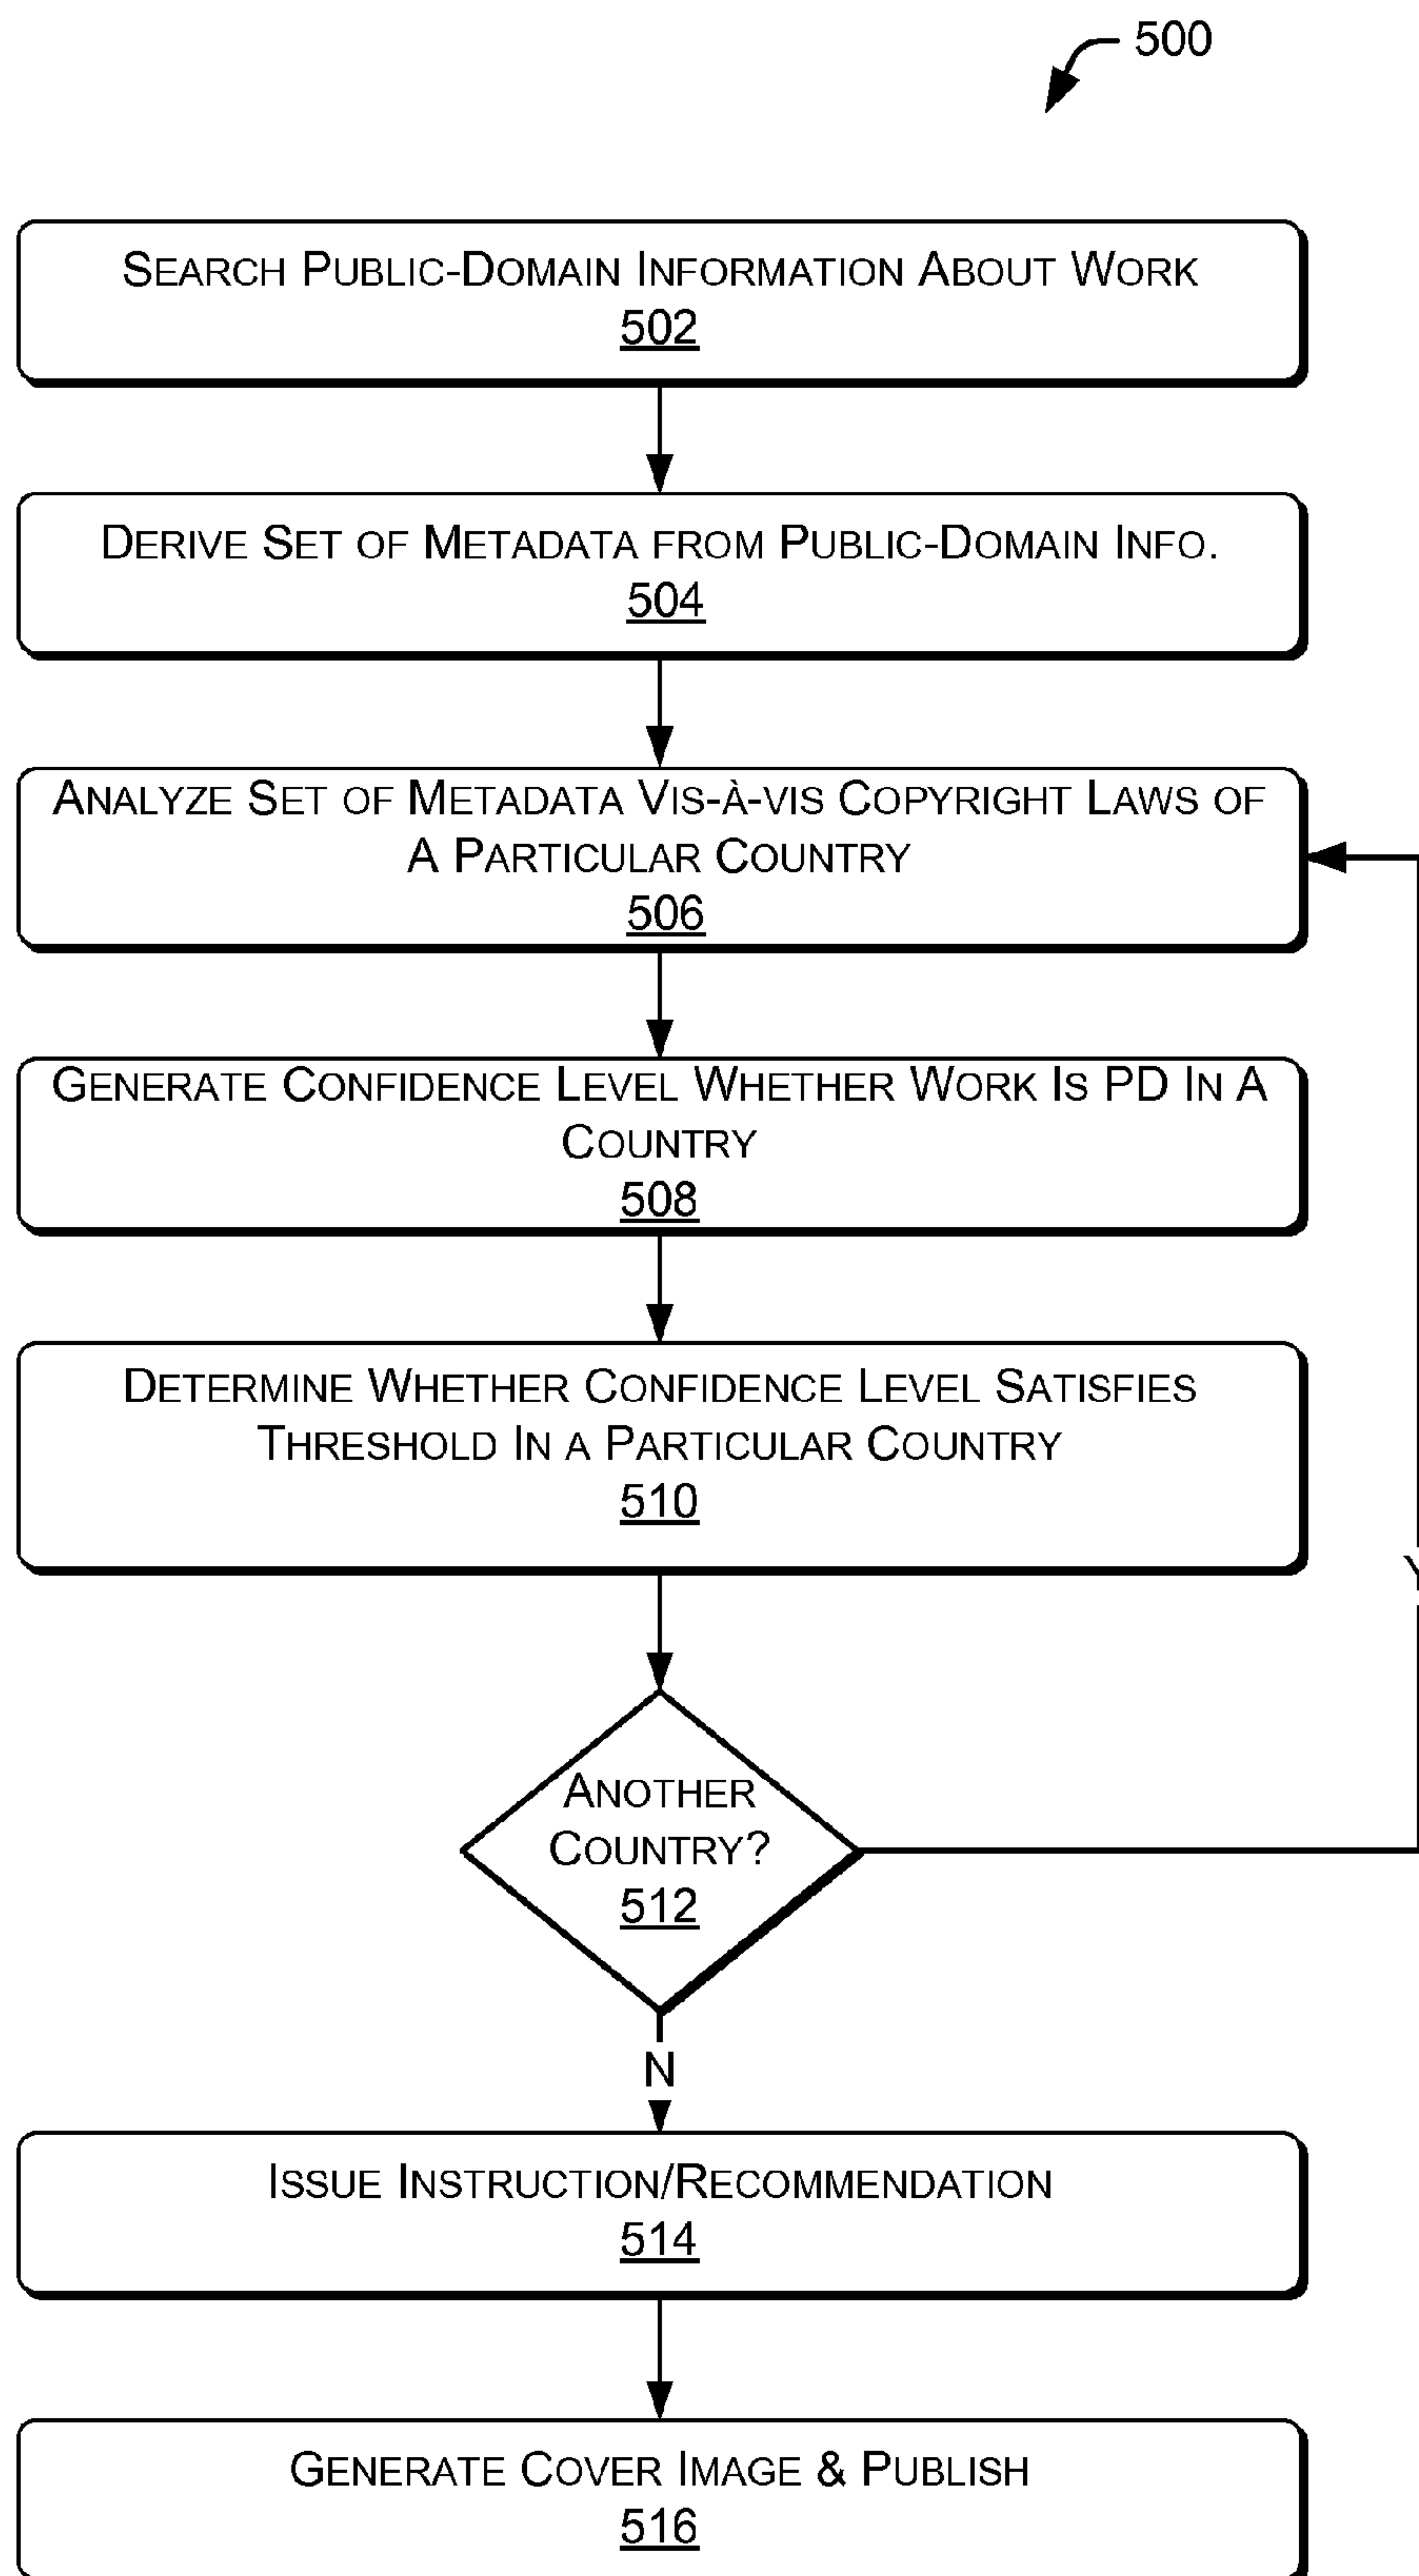 500
Search Public-Domain Information About Work
502
Derive Set of Metadata from Public-Domain Info.
504
Analyze Set of Metadata Vis-à-vis Copyright Laws of
A Particular Country
506
Generate Confidence Level Whether Work Is PD In A
Country
508
Determine Whether Confidence Level Satisfies
Threshold In a Particular Country
510
Y
Another
Country?
512
N
Issue Instruction/Recommendation
514
Generate Cover Image & Publish
516